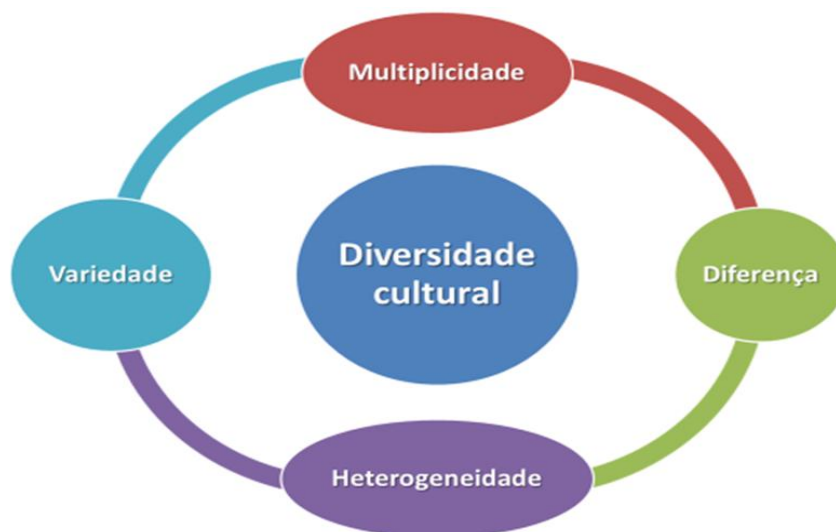 Multiplicidade
Variedade
Diversidade
cultural
Diferença
Heterogeneidade